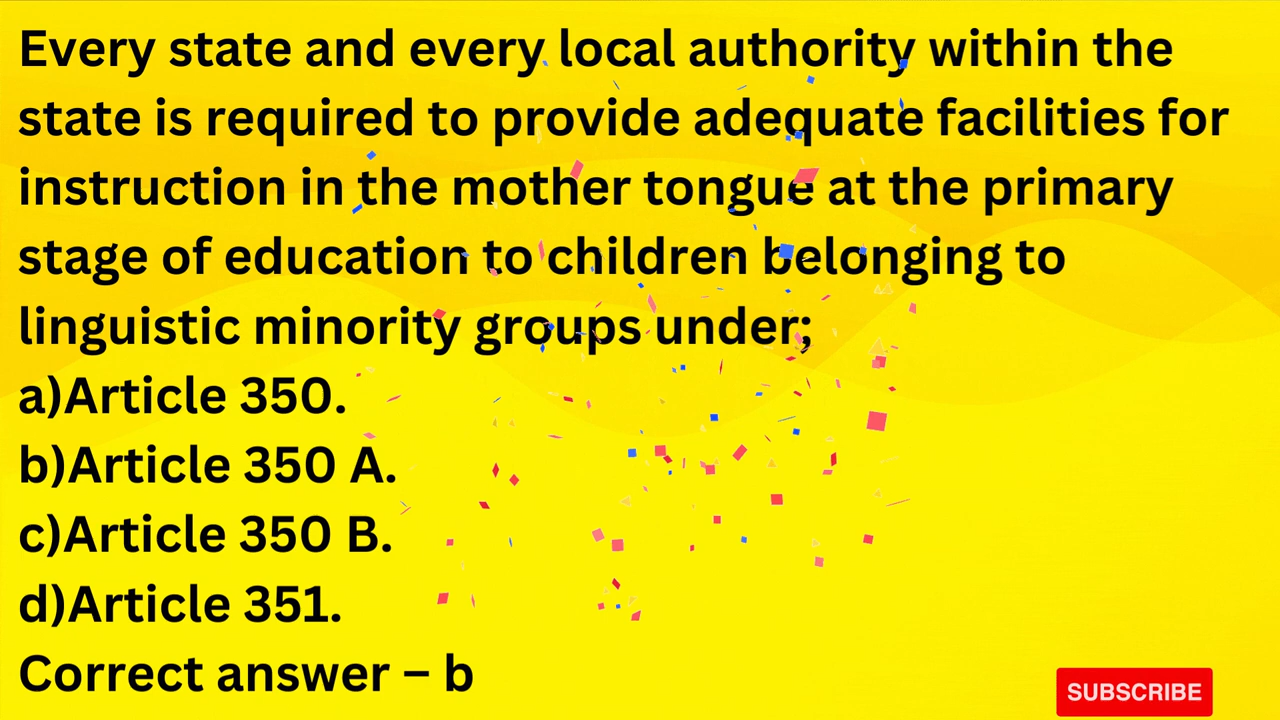 Every state and every local authority within the
state is required to provide adequate facilities for
instruction in the mother tongue at the primary
stage of education to children belonging to
linguistic minority groups under;
a)Article 350.
b)Article 350 A.
c)Article 350 B.
d)Article 351.
Correct answer – b
SUBSCRIBE